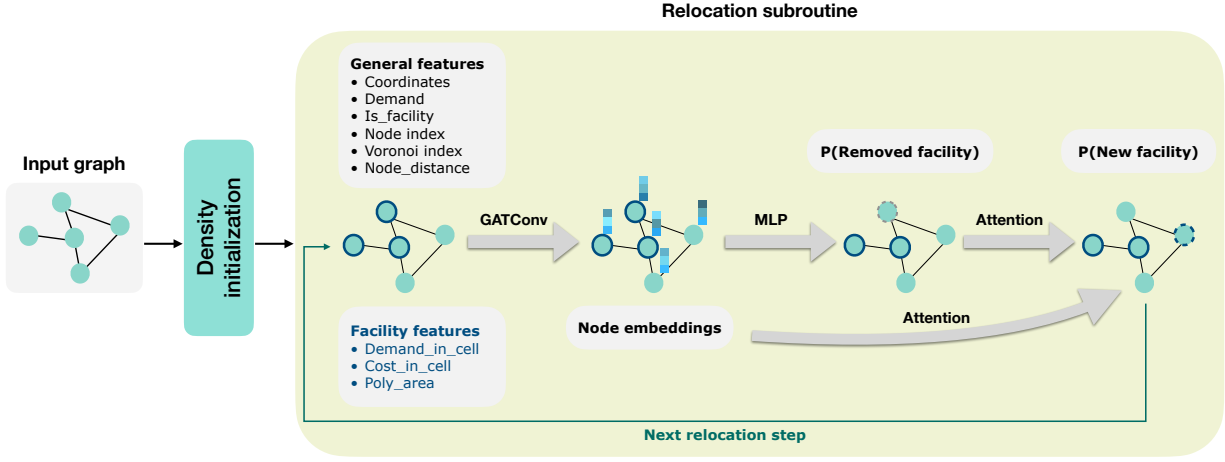 Relocation subroutine
Input graph
Density
initialization
General features
• Coordinates
• Demand
• Is_facility
• Node index
• Voronoi index
• Node_distance
GATConv
MLP
P(Removed facility)
Attention
P(New facility)
Facility features
• Demand_in_cell
• Cost_in_cell
• Poly_area
Node embeddings
Attention
Next relocation step